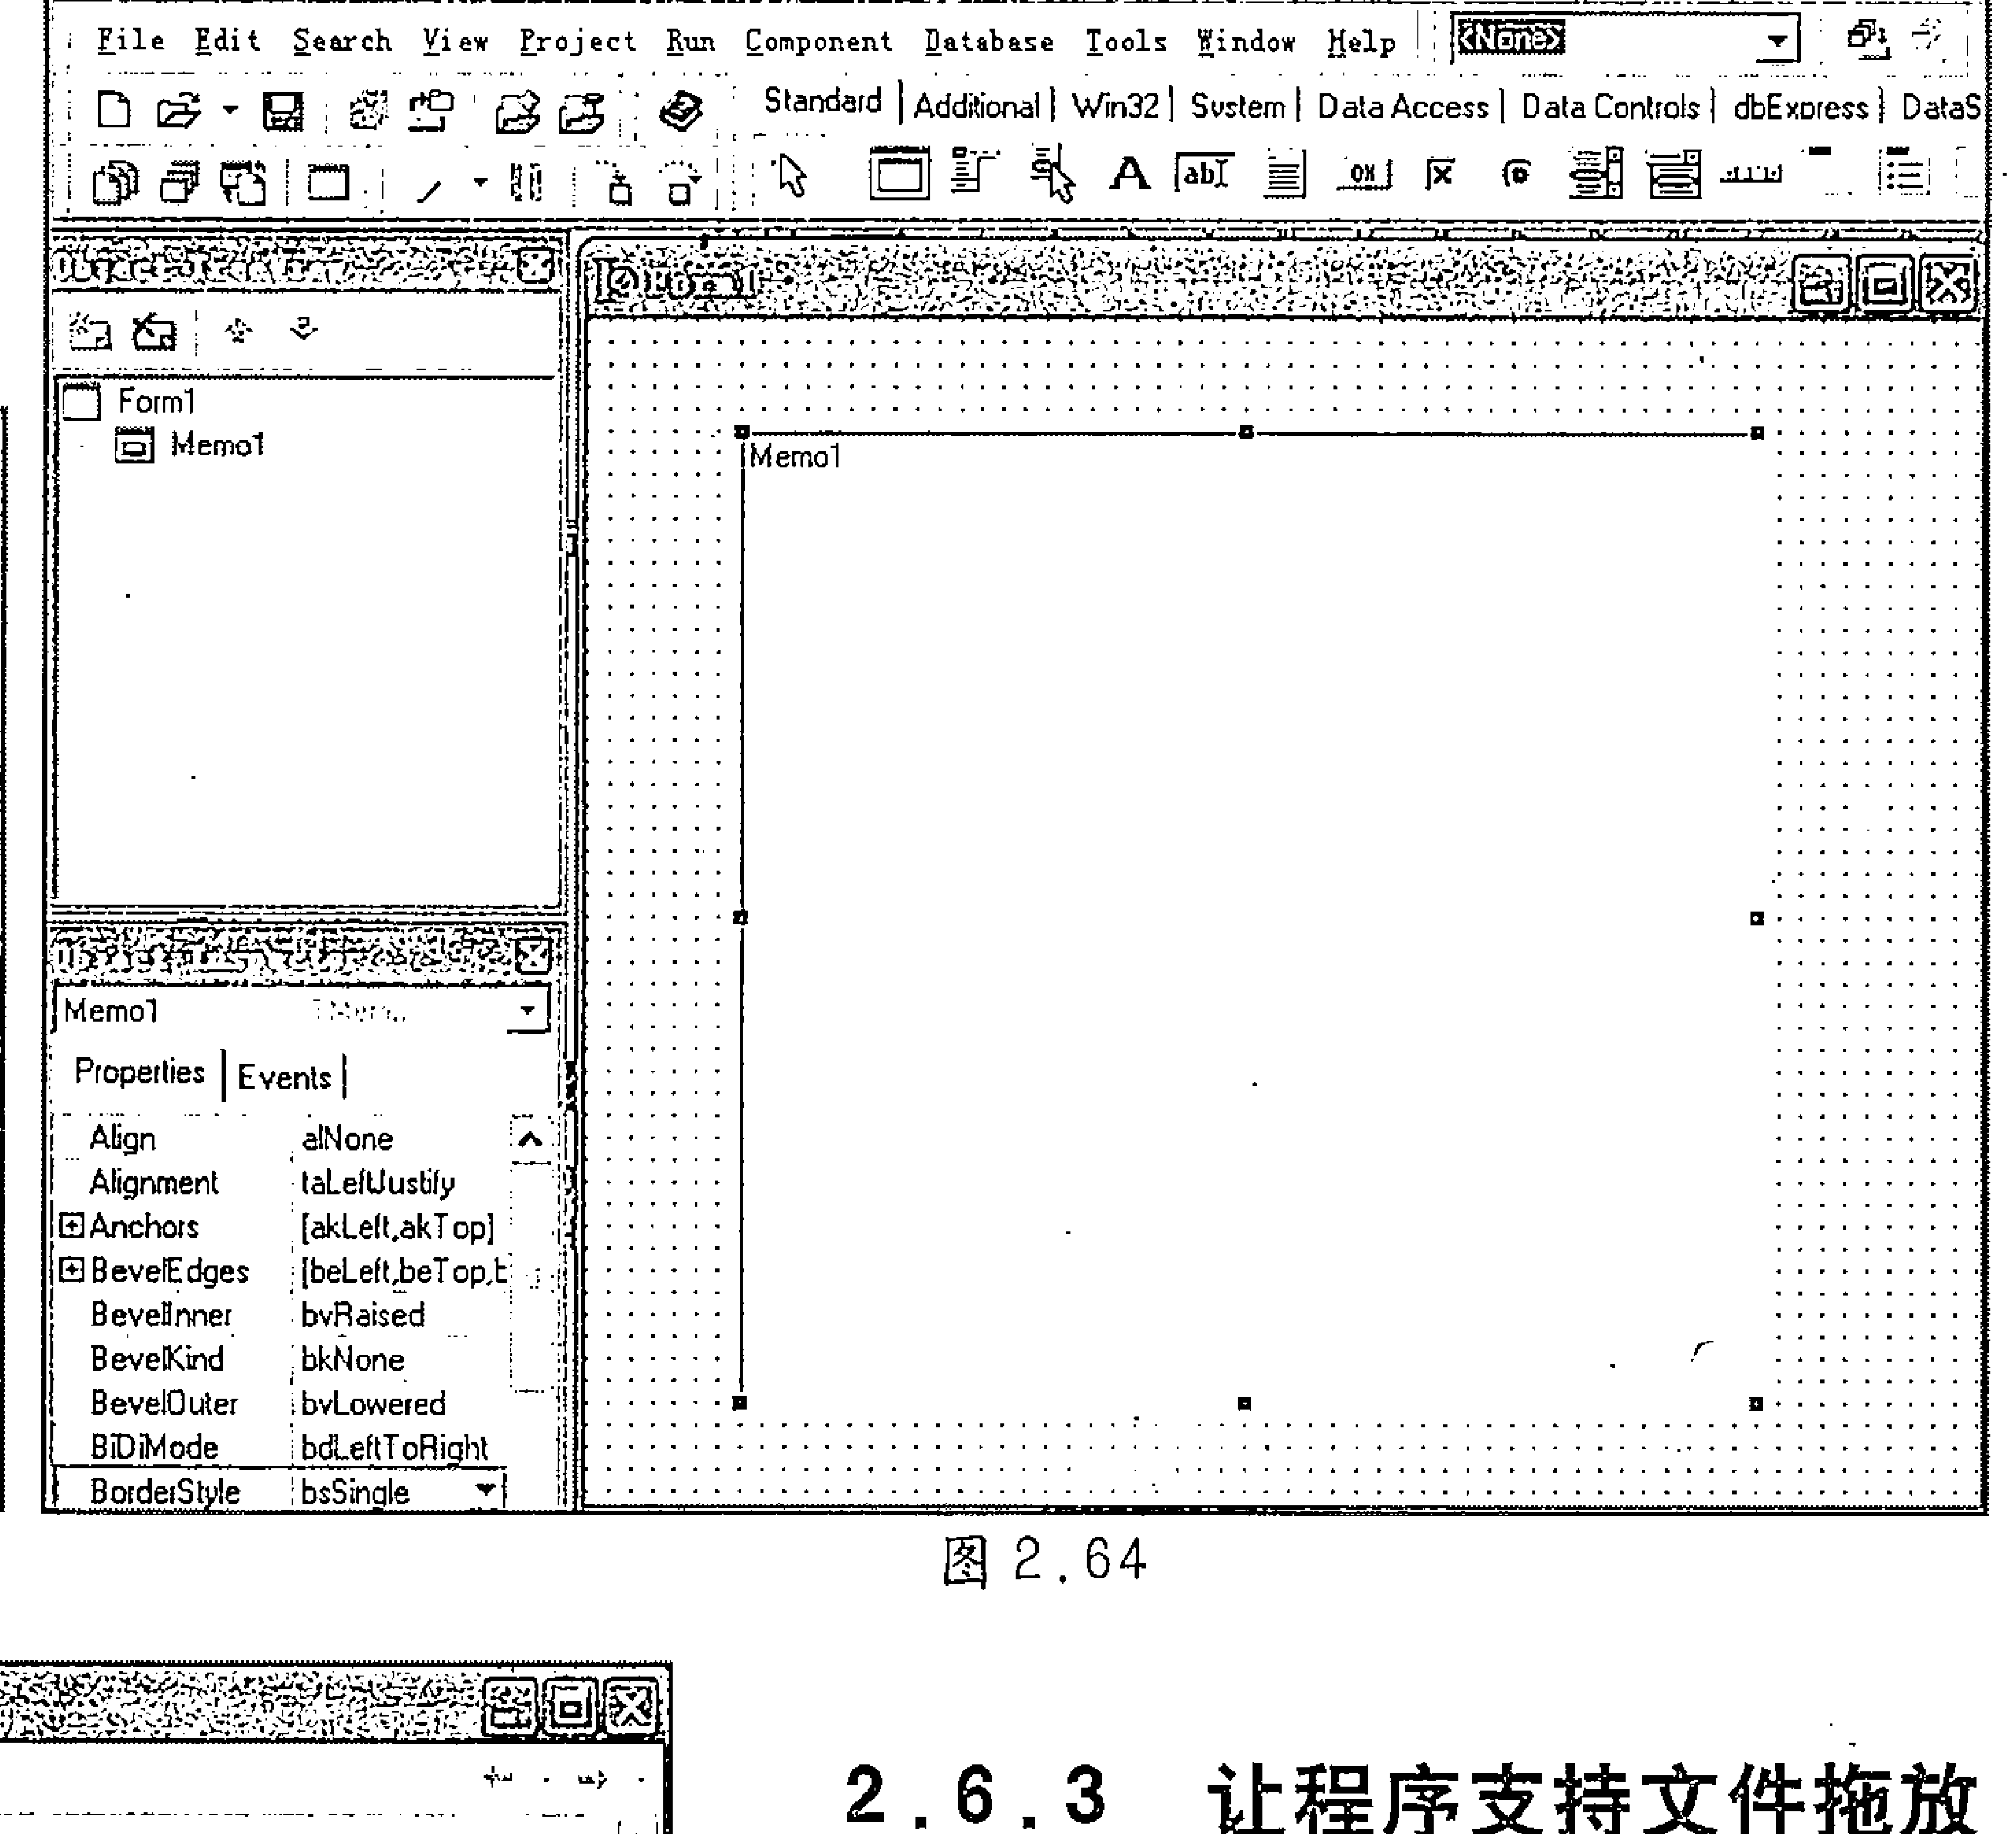 File Edit Search View Project Run Component Database Tools Window Help <None>
Standard Additional Win32 System Data Access Data Controls dbExpress DataS
Form1
Form1
Memo1
Memo1
Memo1
Properties Events
Align alNone
Alignment taLeftJustify
Anchors [akLeft,akTop]
BevelEdges [beLeft,beTop,b
BevelInner bvRaised
BevelKind bkNone
BevelOuter bvLowered
BiDiMode bdLeftToRight
BorderStyle bsSingle
图 2.64
2.6.3 让程序支持文件拖放